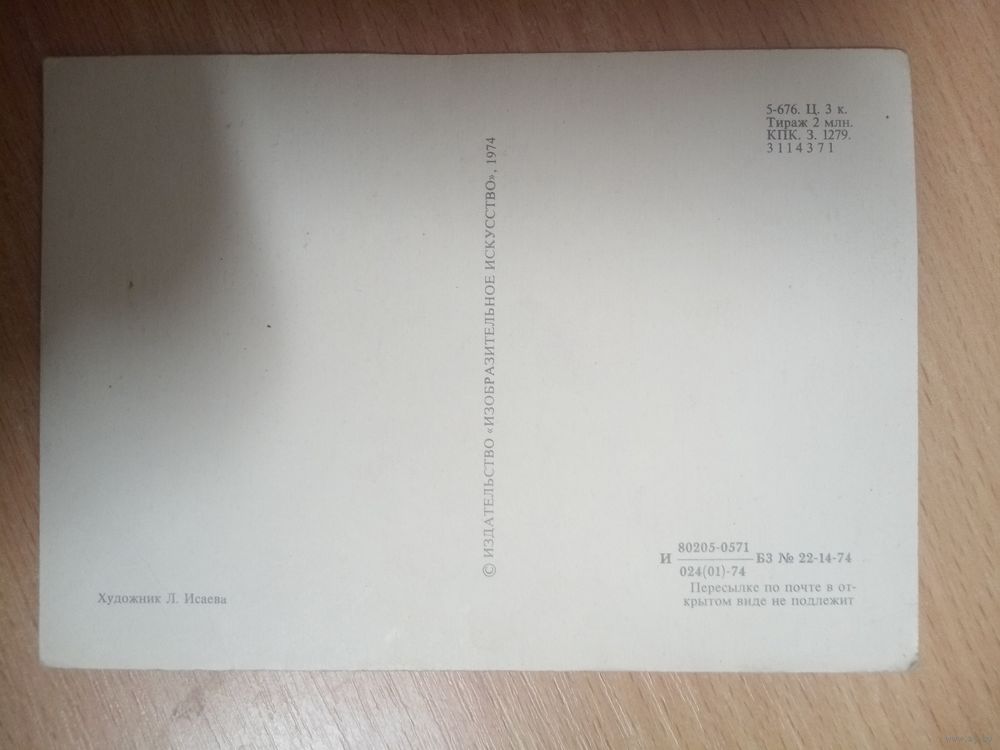 5-676. Ц. 3 к.
Тираж 2 млн.
КПК. З. 1279.
3114371
© ИЗДАТЕЛЬСТВО «ИЗОБРАЗИТЕЛЬНОЕ ИСКУССТВО», 1974
И 80205-0571 БЗ № 22-14-74
024(01)-74
Пересылке по почте в от-
крытом виде не подлежит
Художник Л. Исаева